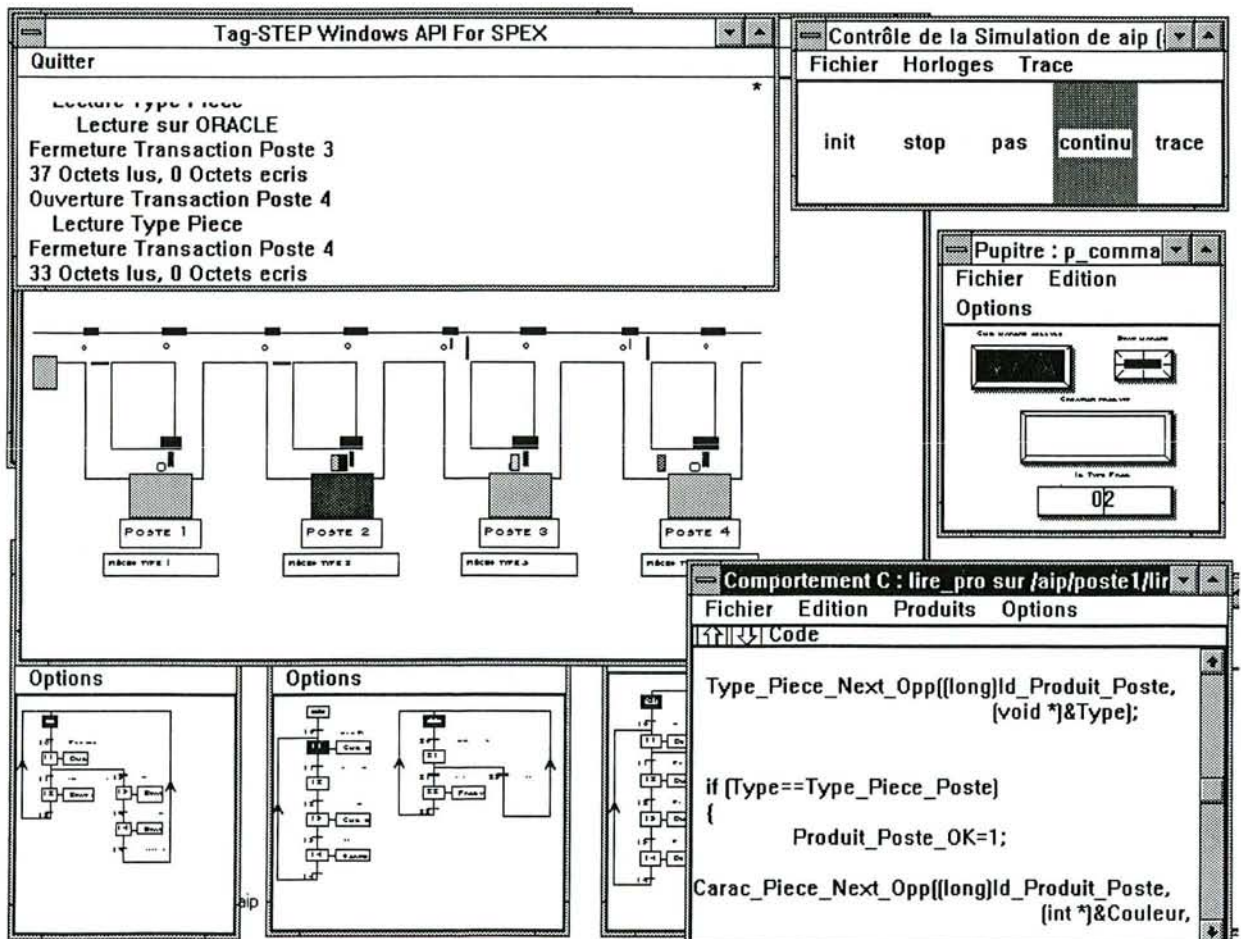 Tag-STEP Windows API For SPEX
Quitter
*
Lecture Type Piece
Lecture sur ORACLE
Fermeture Transaction Poste 3
37 Octets lus, 0 Octets ecris
Ouverture Transaction Poste 4
Lecture Type Piece
Fermeture Transaction Poste 4
33 Octets lus, 0 Octets ecris
Contrôle de la Simulation de aip (
Fichier Horloges Trace
init stop pas continu trace
Pupitre : p_comma
Fichier Edition
Options
02
POSTE 1 POSTE 2 POSTE 3 POSTE 4
Comportement C : lire_pro sur /aip/poste1/lir
Fichier Edition Produits Options
Code
Type_Piece_Next_Opp((long)Id_Produit_Poste,
(void *)&Type);
if (Type==Type_Piece_Poste)
{
Produit_Poste_OK=1;
Carac_Piece_Next_Opp((long)Id_Produit_Poste,
(int *)&Couleur,
Options
Options
aip